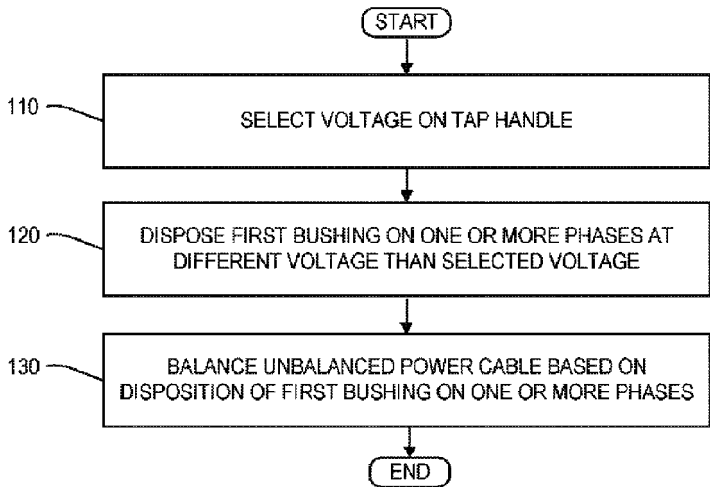 START
110
SELECT VOLTAGE ON TAP HANDLE
120
DISPOSE FIRST BUSHING ON ONE OR MORE PHASES AT
DIFFERENT VOLTAGE THAN SELECTED VOLTAGE
130
BALANCE UNBALANCED POWER CABLE BASED ON
DISPOSITION OF FIRST BUSHING ON ONE OR MORE PHASES
END